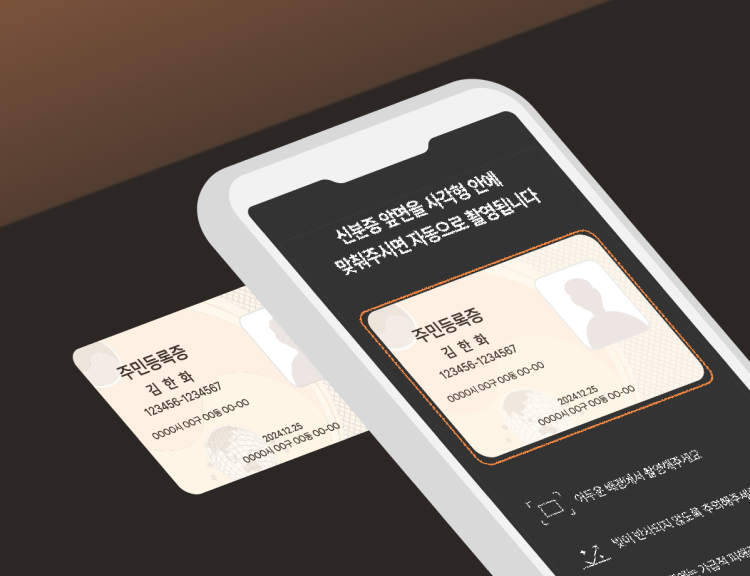 신분증 앞면을 사각형 안에
맞춰주시면 자동으로 촬영됩니다
주민등록증
김 한 화
123456-1234567
0000시 00구 00동 00-00
2024.12.25
0000시 00구 00동 00-00
주민등록증
김 한 화
123456-1234567
0000시 00구 00동 00-00
2024.12.25
0000시 00구 00동 00-00
어두운 배경에서 촬영해주세요
빛이 반사되지 않도록 주의해주세
가급적 피해